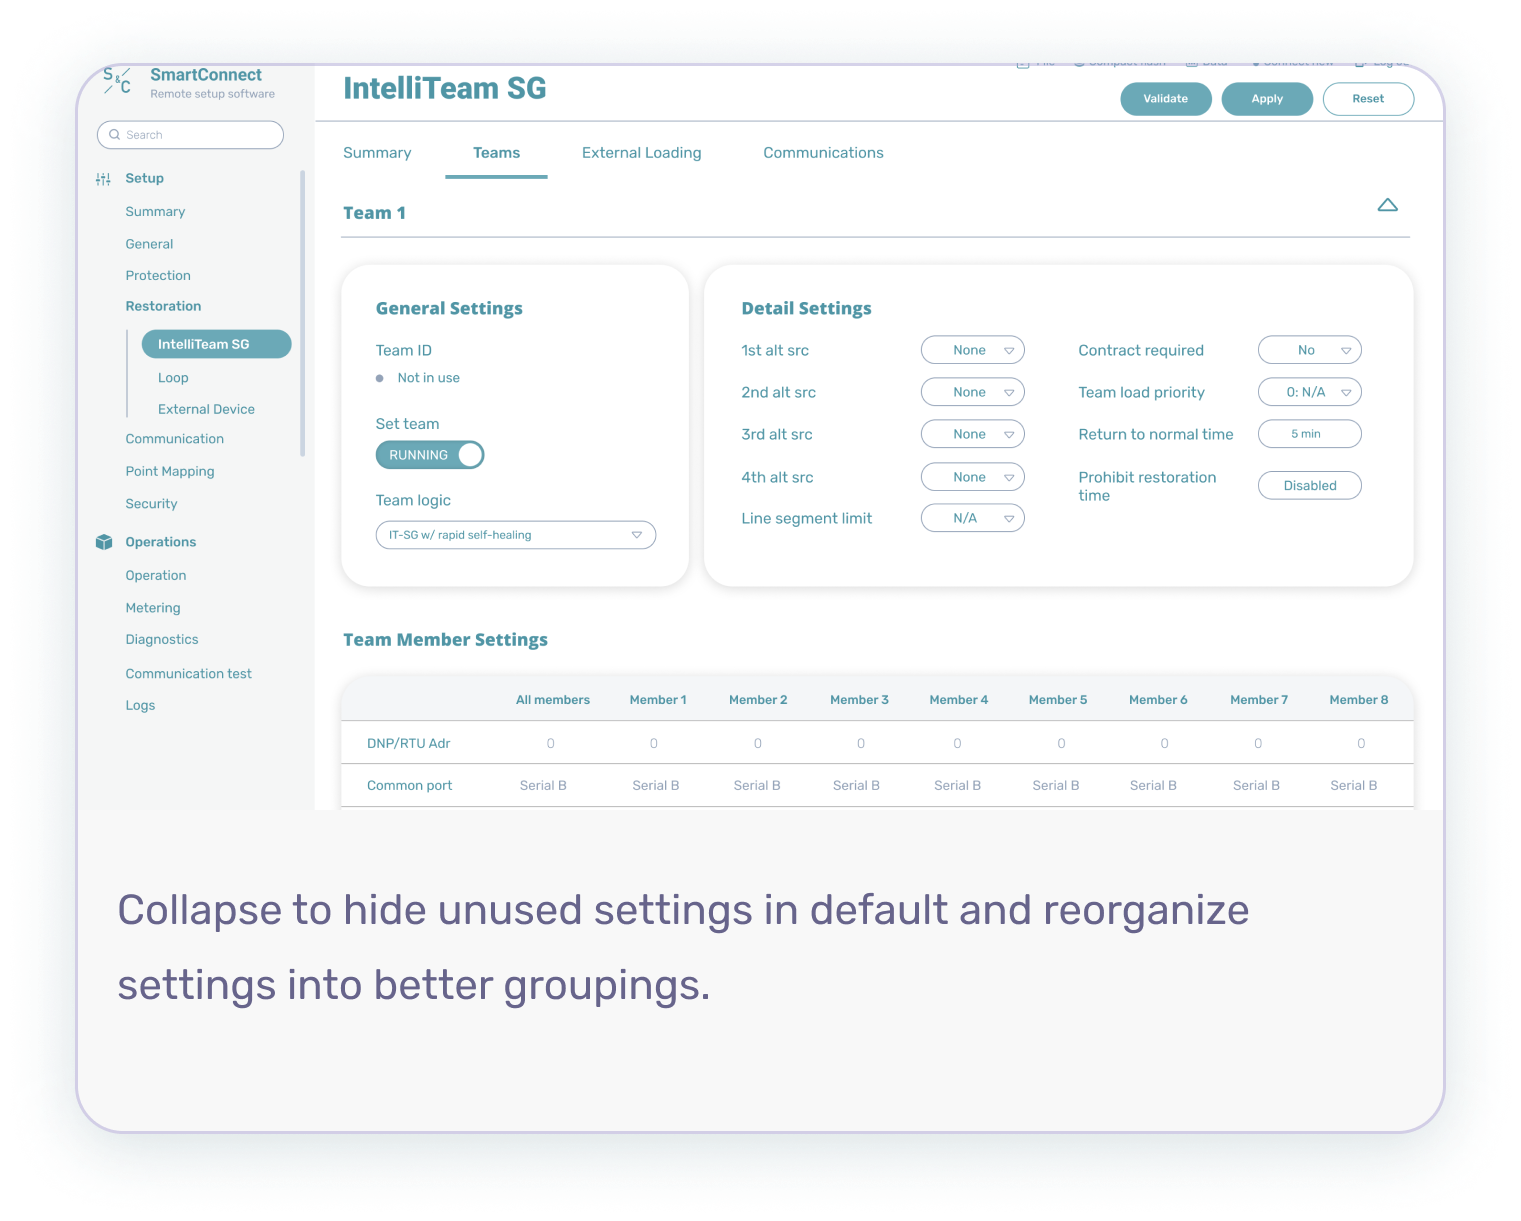 S&C
SmartConnect
Remote setup software
Search
Setup
Summary
General
Protection
Restoration
IntelliTeam SG
Loop
External Device
Communication
Point Mapping
Security
Operations
Operation
Metering
Diagnostics
Communication test
Logs
IntelliTeam SG
Validate Apply Reset
Summary Teams External Loading Communications
Team 1
General Settings
Team ID
Not in use
Set team
RUNNING
Team logic
IT-SG w/ rapid self-healing
Detail Settings
1st alt src None Contract required No
2nd alt src None Team load priority 0: N/A
3rd alt src None Return to normal time 5 min
4th alt src None Prohibit restoration
time Disabled
Line segment limit N/A
Team Member Settings
All members Member 1 Member 2 Member 3 Member 4 Member 5 Member 6 Member 7 Member 8
DNP/RTU Adr 0 0 0 0 0 0 0 0 0
Common port Serial B Serial B Serial B Serial B Serial B Serial B Serial B Serial B Serial B
Collapse to hide unused settings in default and reorganize
settings into better groupings.